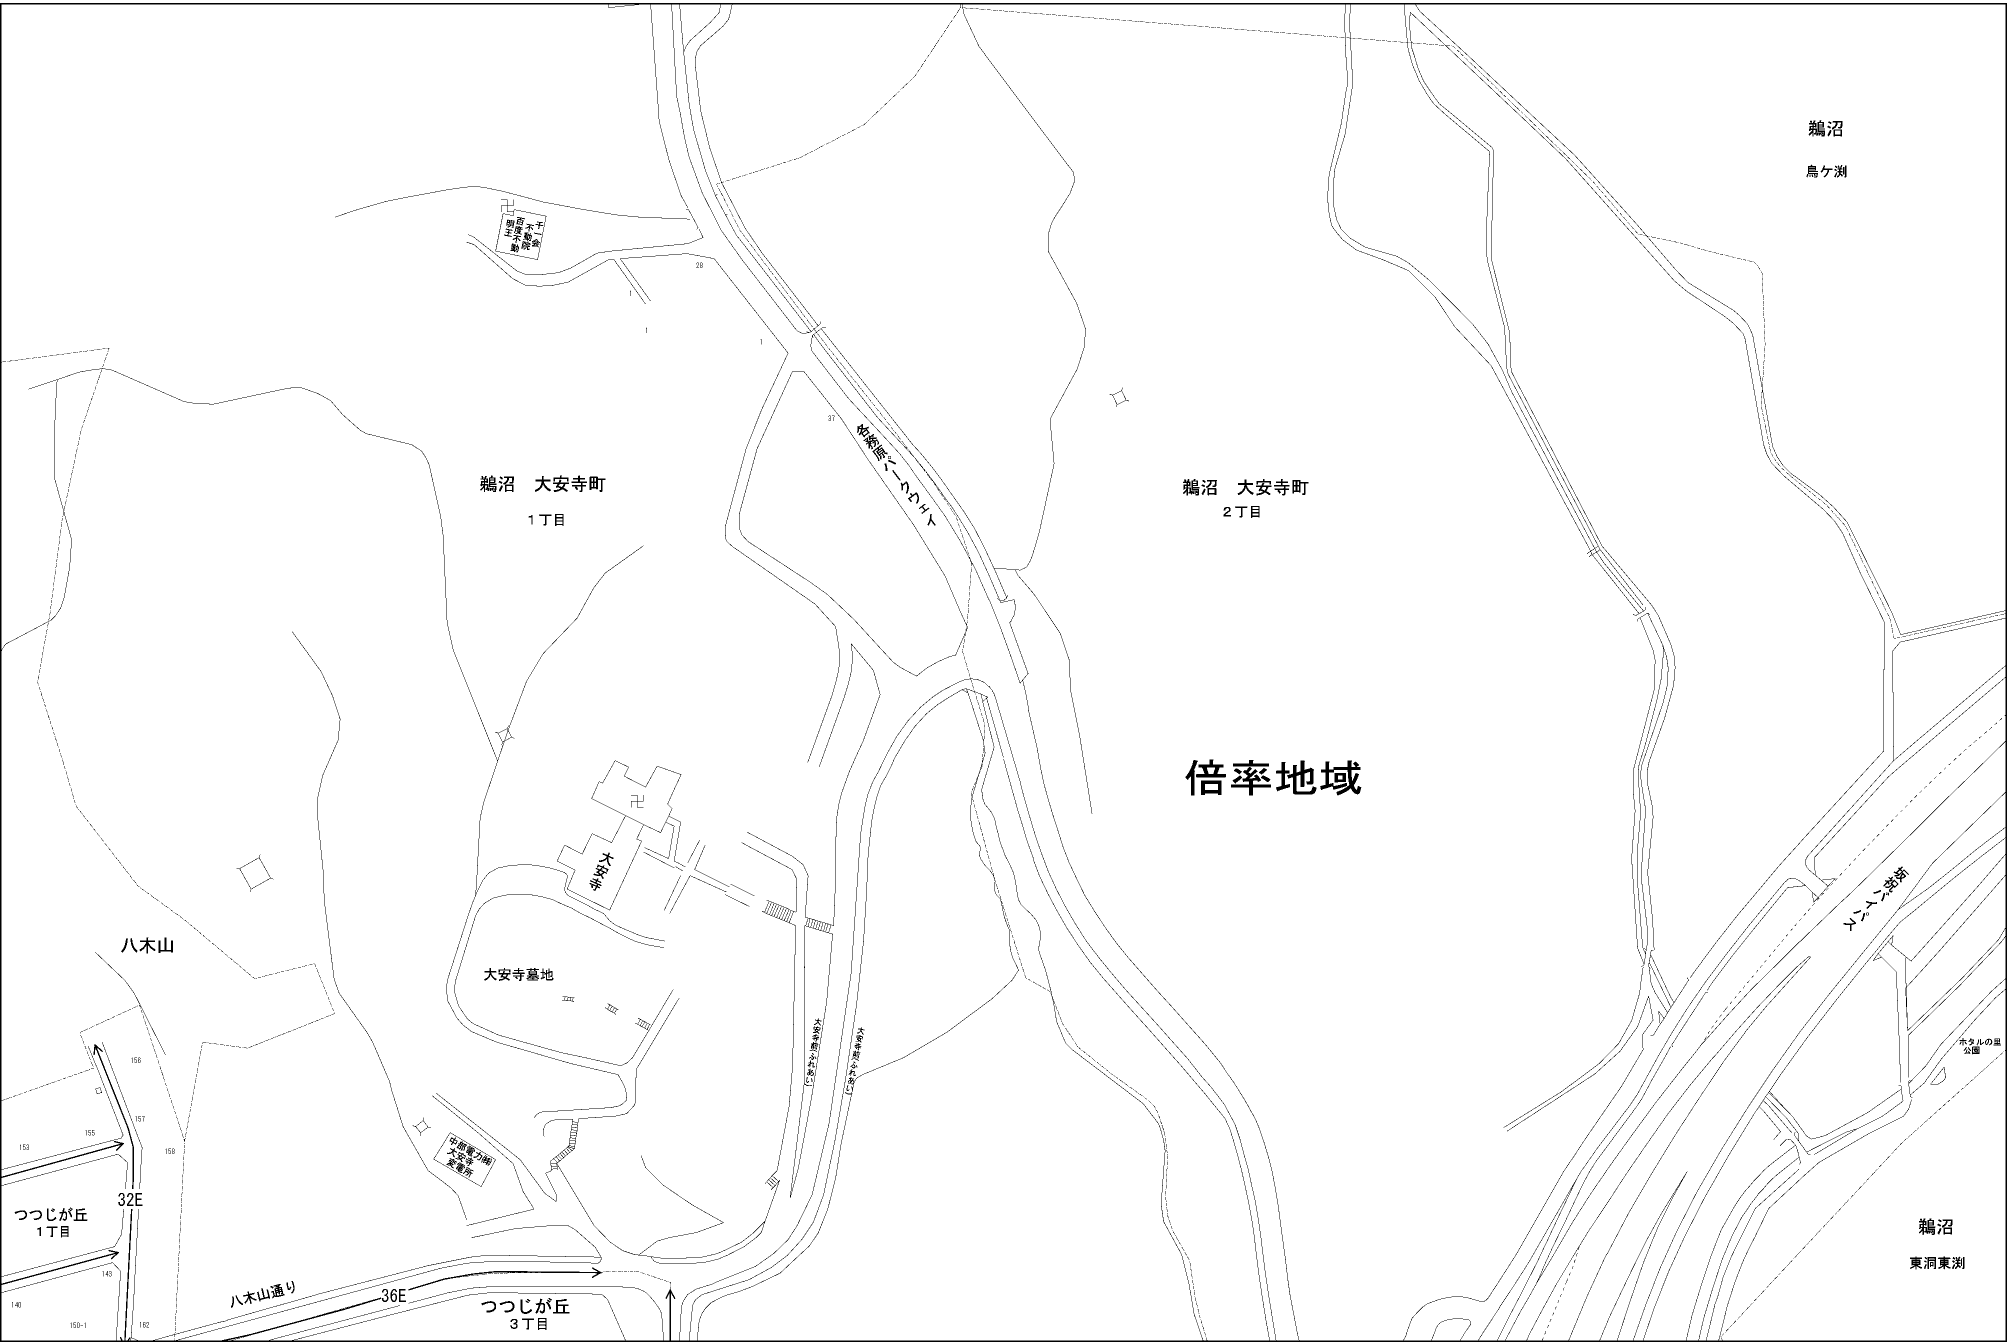 鵜沼
鳥ケ渕
千一会
不動院
百度不動
明王
28
1
1
1
37
各務原パークウェイ
鵜沼　大安寺町
1丁目
鵜沼　大安寺町
2丁目
倍率地域
大安寺
坂祝バイパス
八木山
大安寺墓地
大安寺前(ふれあい)
大安寺前(ふれあい)
ホタルの里
公園
156
157
155
153
158
中部電力㈱
大安寺
変電所
32E
つつじが丘
1丁目
鵜沼
東洞東渕
143
八木山通り
36E
140
つつじが丘
3丁目
150-1
162